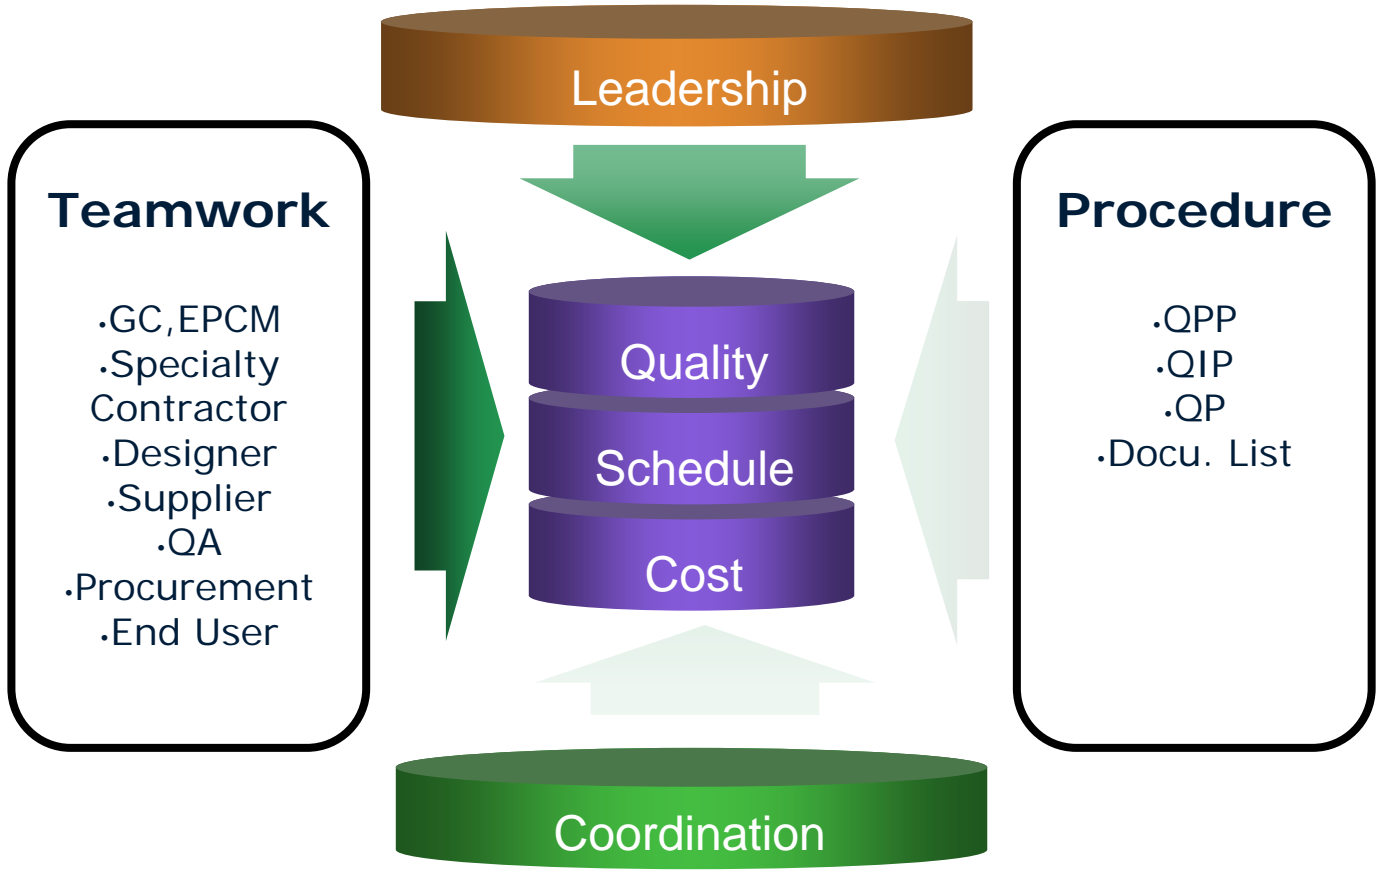 Leadership
Teamwork
•GC,EPCM
•Specialty
Contractor
•Designer
•Supplier
•QA
•Procurement
•End User
Quality
Schedule
Cost
Procedure
•QPP
•QIP
•QP
•Docu. List
Coordination